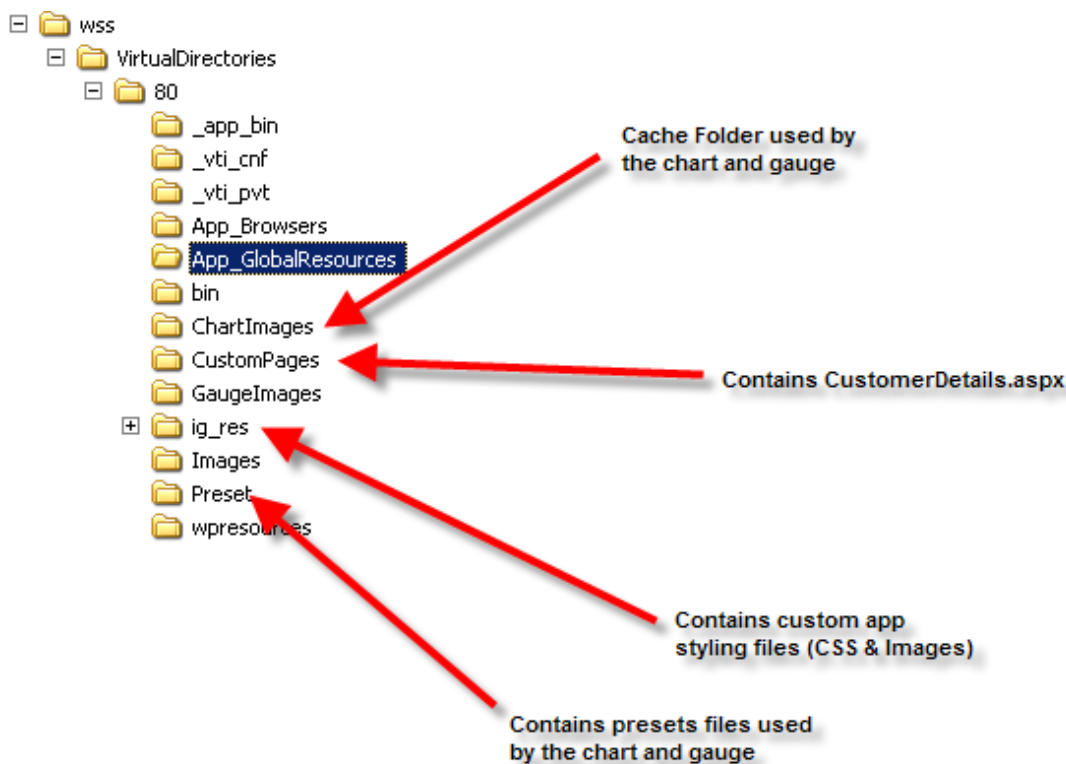 wss
VirtualDirectories
80
_app_bin
_vti_cnf
_vti_pvt
App_Browsers
App_GlobalResources
bin
ChartImages
CustomPages
GaugeImages
ig_res
Images
Preset
wpresources
Cache Folder used by
the chart and gauge
Contains CustomerDetails.aspx
Contains custom app
styling files (CSS & Images)
Contains presets files used
by the chart and gauge